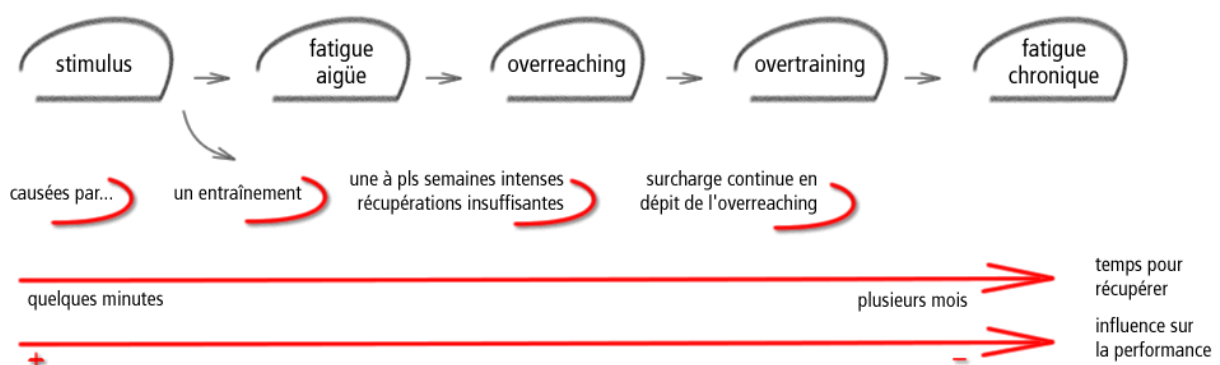 stimulus
fatigue
aigüe
overreaching
overtraining
fatigue
chronique
causées par...
un entraînement
une à pls semaines intenses
récupérations insuffisantes
surcharge continue en
dépit de l'overreaching
quelques minutes
plusieurs mois
temps pour
récupérer
+
-
influence sur
la performance